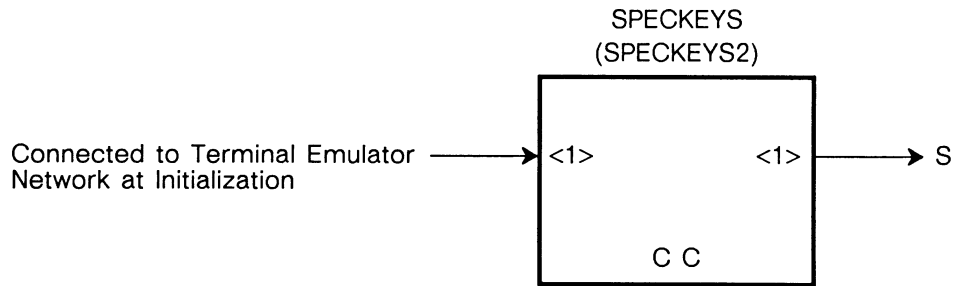 SPECKEYS
(SPECKEYS2)
Connected to Terminal Emulator
Network at Initialization
<1>
<1>
S
C C